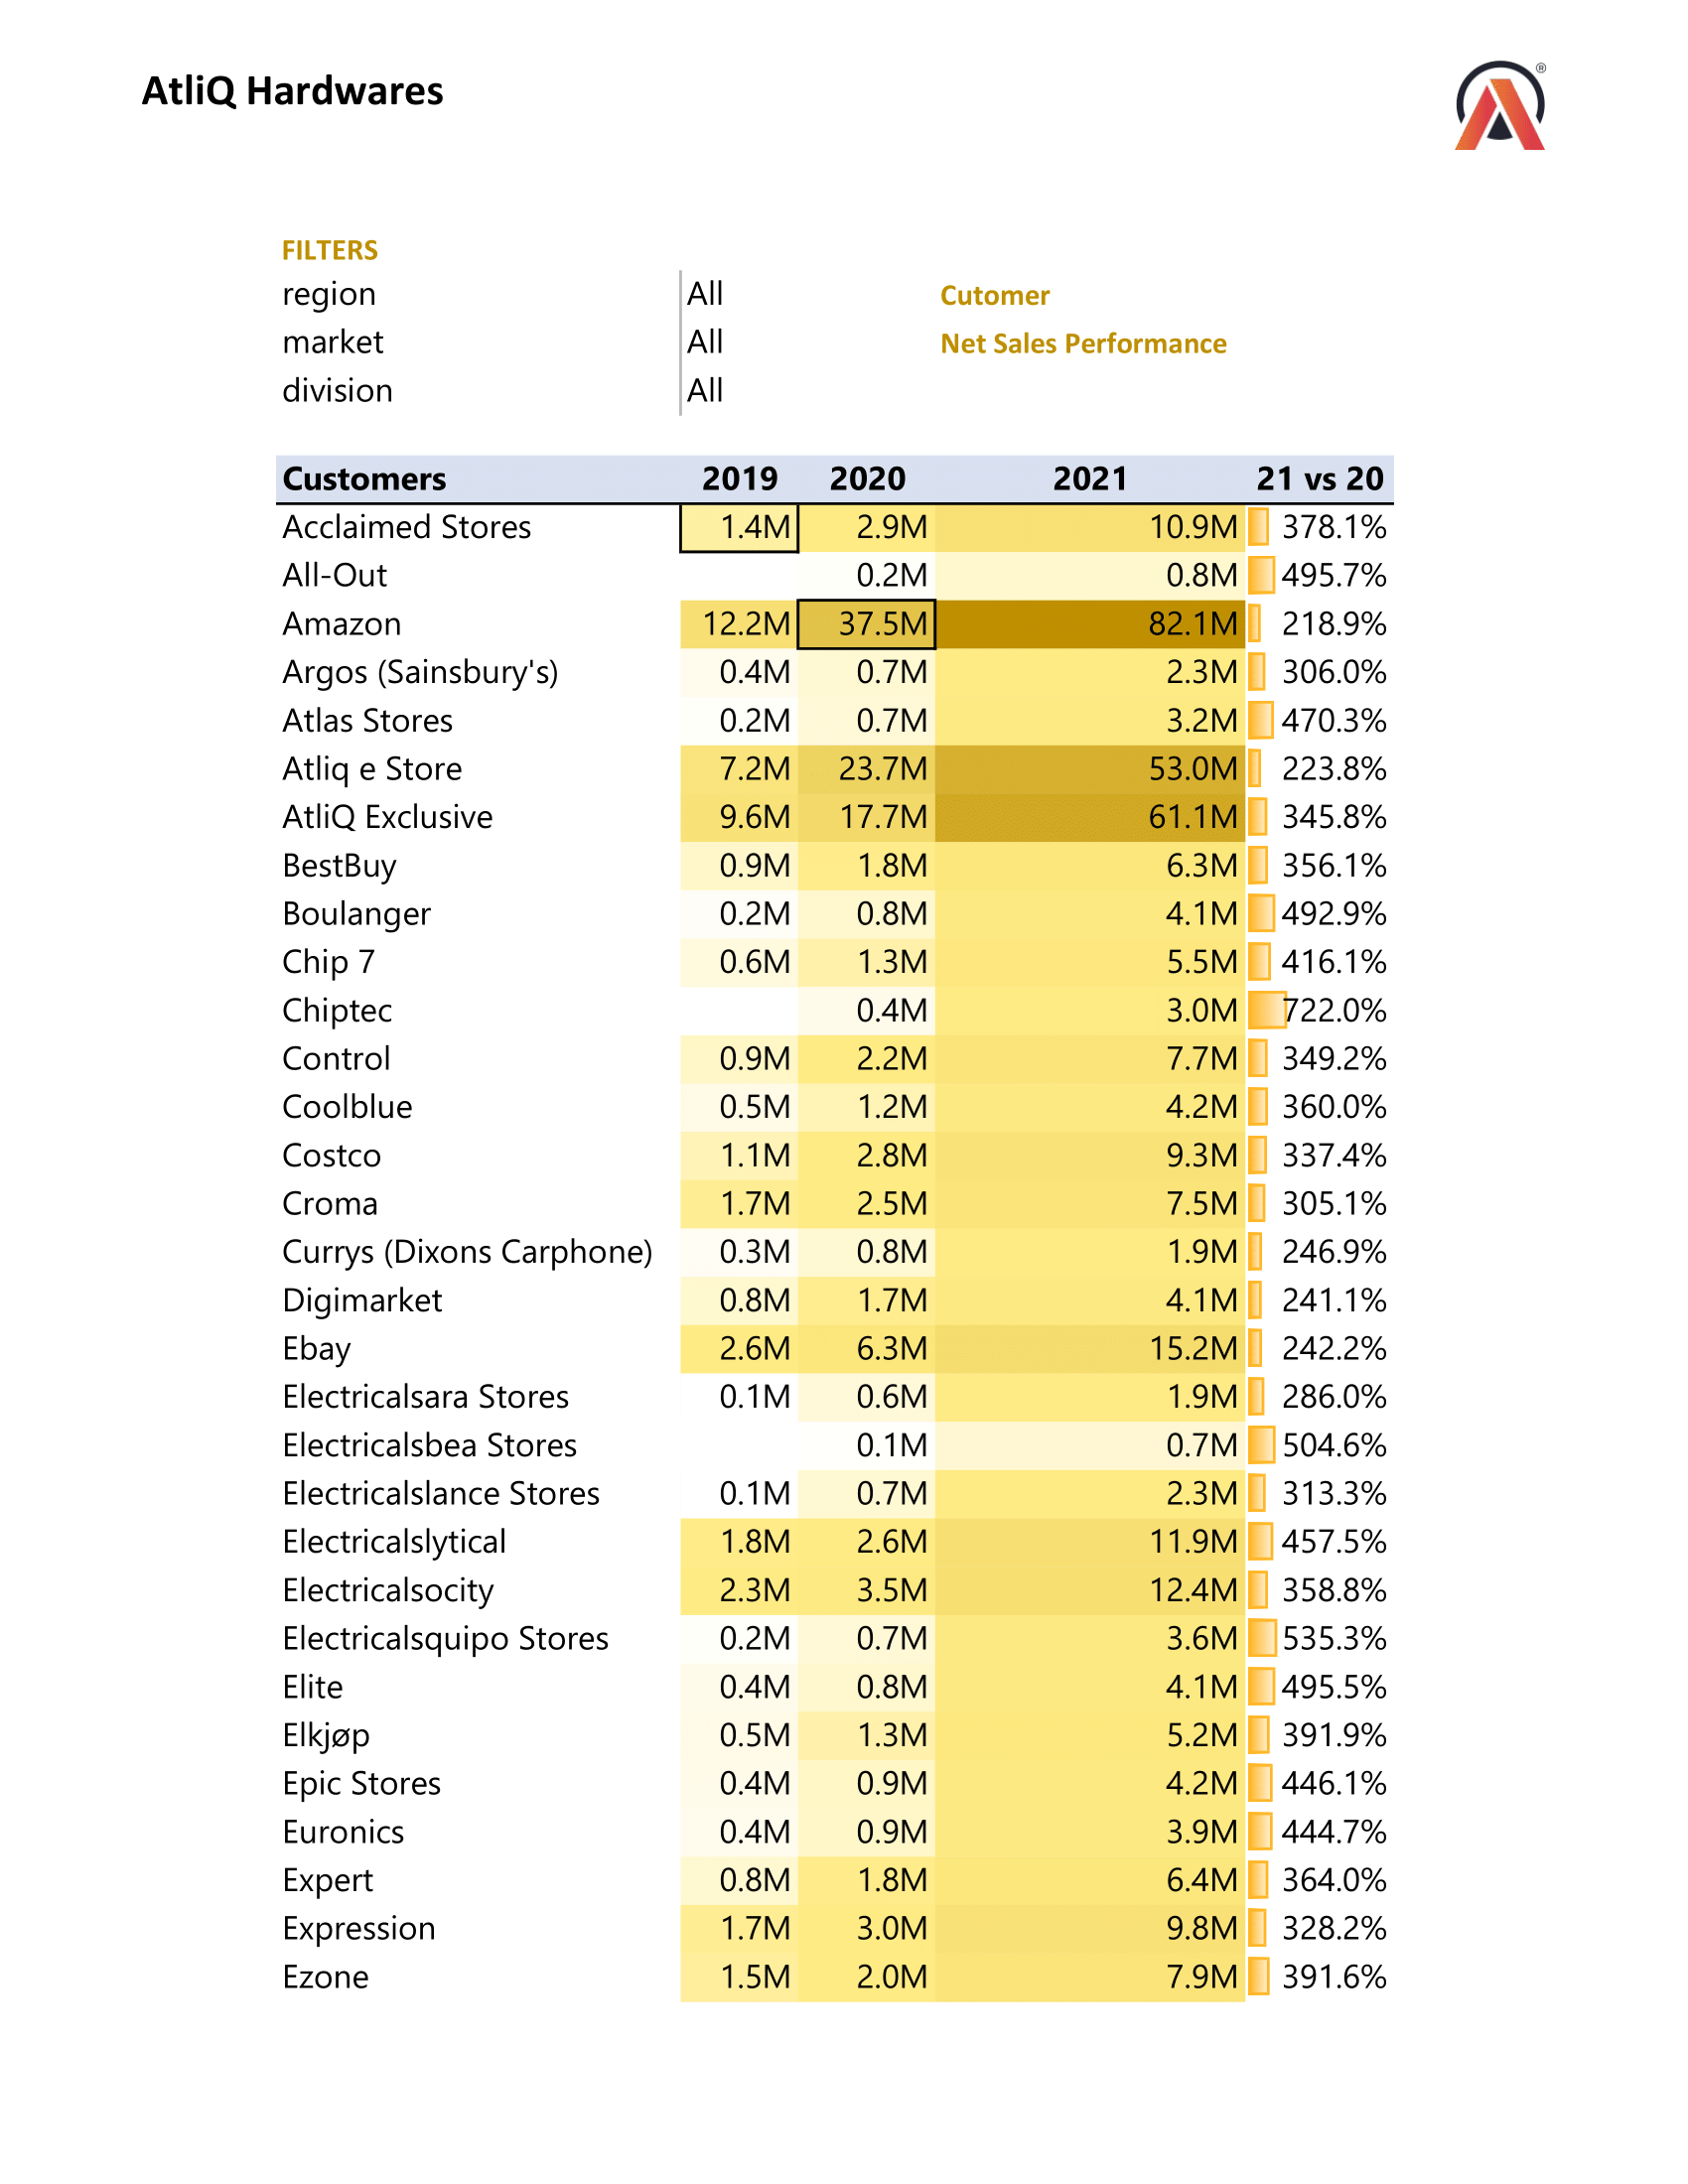 AtliQ Hardwares
®
FILTERS
region All Cutomer
market All Net Sales Performance
division All
Customers 2019 2020 2021 21 vs 20
Acclaimed Stores 1.4M 2.9M 10.9M 378.1%
All-Out 0.2M 0.8M 495.7%
Amazon 12.2M 37.5M 82.1M 218.9%
Argos (Sainsbury's) 0.4M 0.7M 2.3M 306.0%
Atlas Stores 0.2M 0.7M 3.2M 470.3%
Atliq e Store 7.2M 23.7M 53.0M 223.8%
AtliQ Exclusive 9.6M 17.7M 61.1M 345.8%
BestBuy 0.9M 1.8M 6.3M 356.1%
Boulanger 0.2M 0.8M 4.1M 492.9%
Chip 7 0.6M 1.3M 5.5M 416.1%
Chiptec 0.4M 3.0M 722.0%
Control 0.9M 2.2M 7.7M 349.2%
Coolblue 0.5M 1.2M 4.2M 360.0%
Costco 1.1M 2.8M 9.3M 337.4%
Croma 1.7M 2.5M 7.5M 305.1%
Currys (Dixons Carphone) 0.3M 0.8M 1.9M 246.9%
Digimarket 0.8M 1.7M 4.1M 241.1%
Ebay 2.6M 6.3M 15.2M 242.2%
Electricalsara Stores 0.1M 0.6M 1.9M 286.0%
Electricalsbea Stores 0.1M 0.7M 504.6%
Electricalslance Stores 0.1M 0.7M 2.3M 313.3%
Electricalslytical 1.8M 2.6M 11.9M 457.5%
Electricalsocity 2.3M 3.5M 12.4M 358.8%
Electricalsquipo Stores 0.2M 0.7M 3.6M 535.3%
Elite 0.4M 0.8M 4.1M 495.5%
Elkjøp 0.5M 1.3M 5.2M 391.9%
Epic Stores 0.4M 0.9M 4.2M 446.1%
Euronics 0.4M 0.9M 3.9M 444.7%
Expert 0.8M 1.8M 6.4M 364.0%
Expression 1.7M 3.0M 9.8M 328.2%
Ezone 1.5M 2.0M 7.9M 391.6%